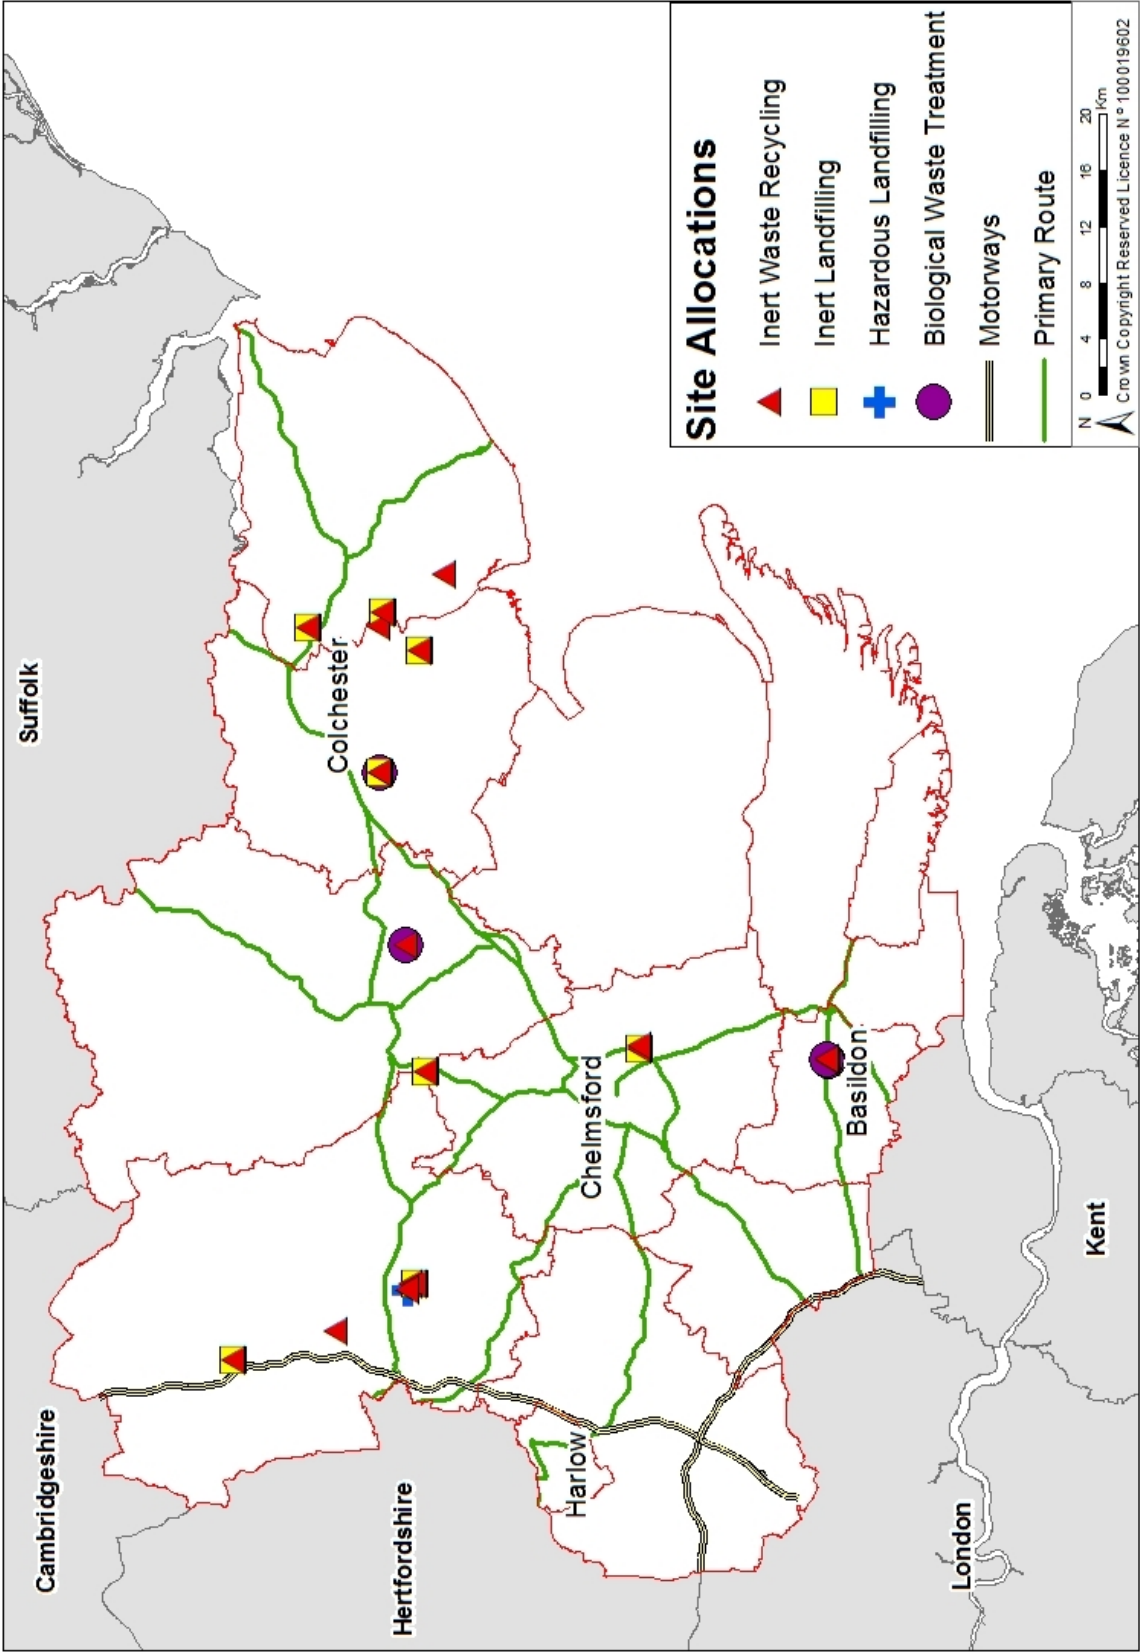 Cambridgeshire
Suffolk
Hertfordshire
Colchester
Harlow
Chelmsford
Basildon
London
Kent
Site Allocations
Inert Waste Recycling
Inert Landfilling
Hazardous Landfilling
Biological Waste Treatment
Motorways
Primary Route
N
0 4 8 12 16 20
Km
Crown Copyright Reserved Licence Nº 100019602